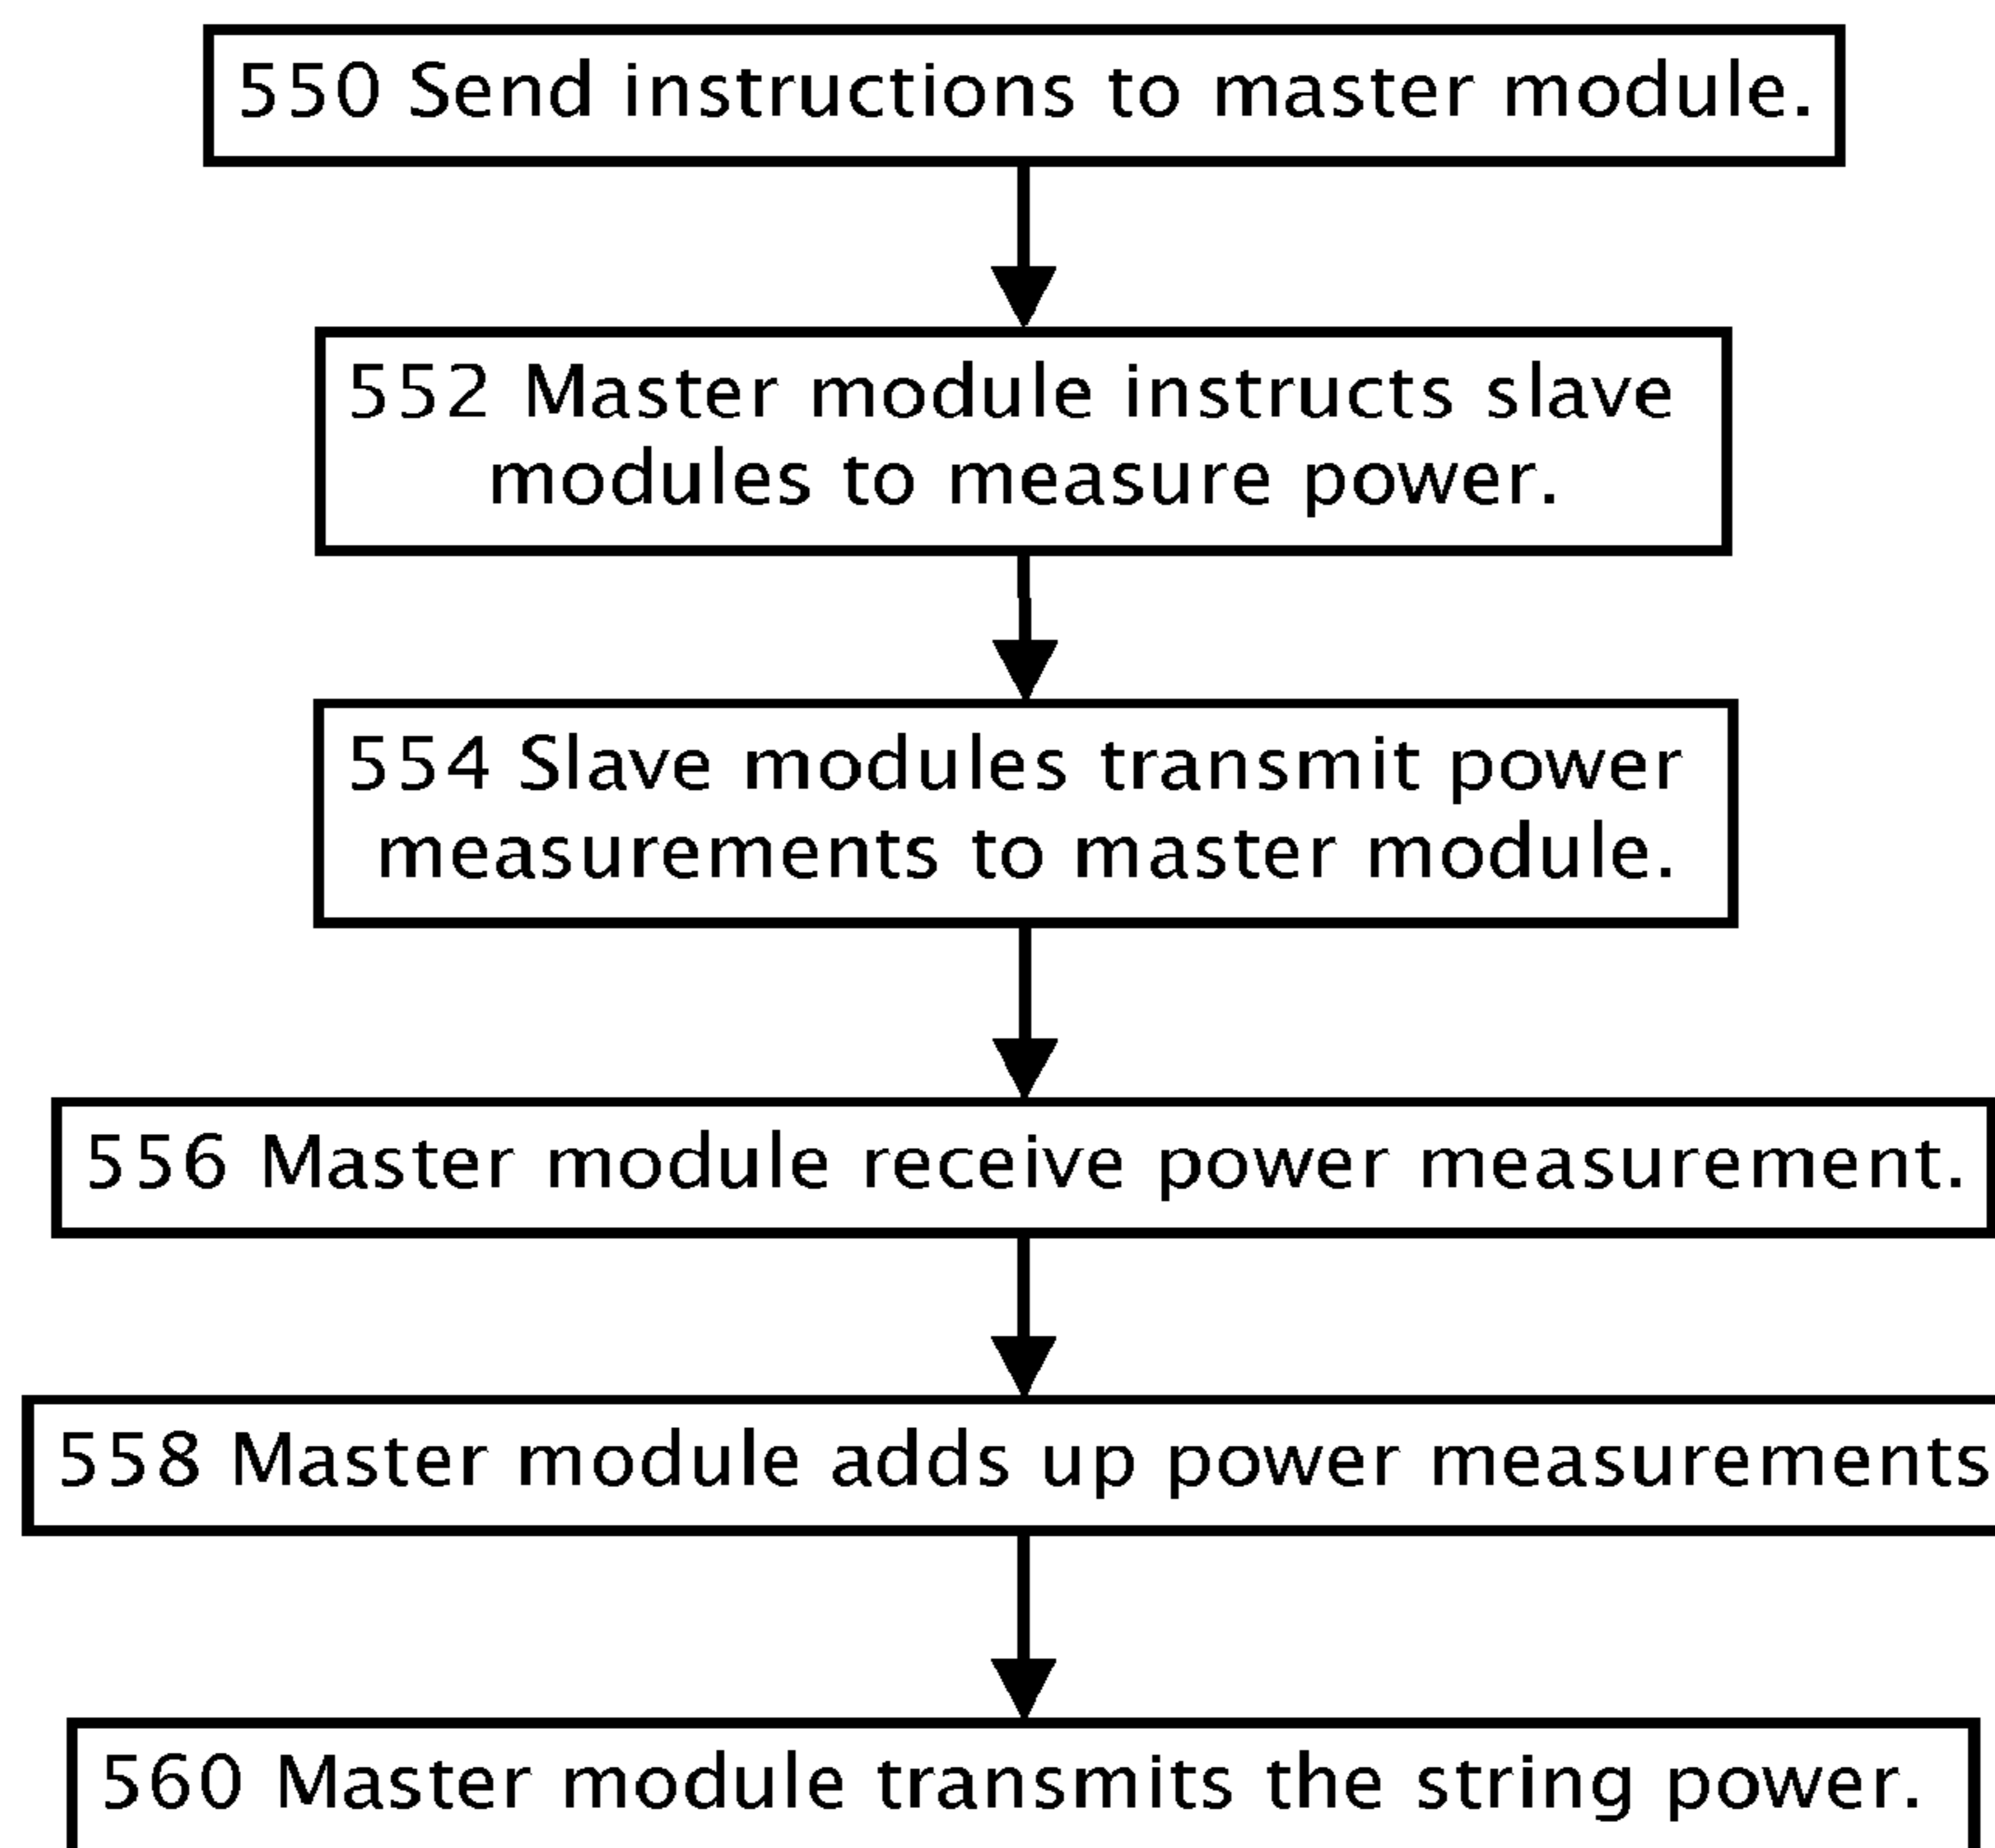 550 Send instructions to master module.
552 Master module instructs slave
modules to measure power.
554 Slave modules transmit power
measurements to master module.
556 Master module receive power measurement.
558 Master module adds up power measurements
560 Master module transmits the string power.